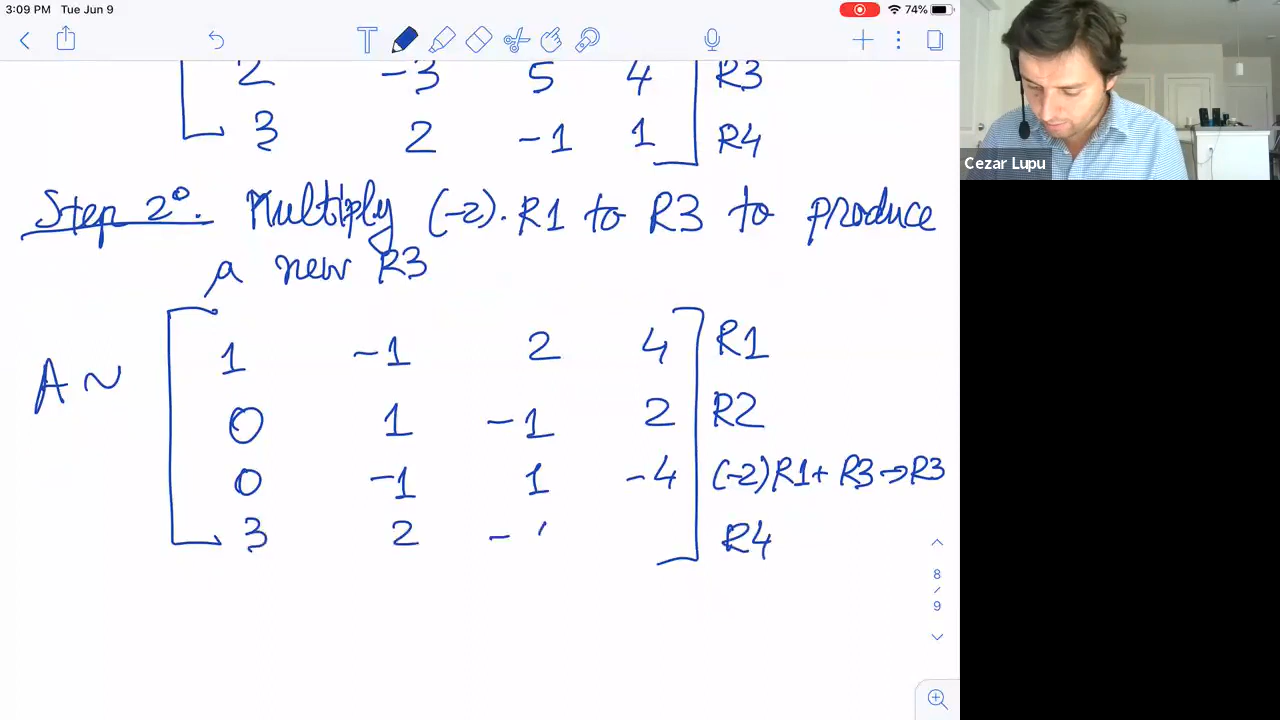 3:09 PM Tue Jun 9
74%
2 -3 5 4 R3
3 2 -1 1 R4
Cezar Lupu
Step 2°. Multiply (-2). R1 to R3 to produce
a new R3
A ~
1 -1 2 4 R1
0 1 -1 2 R2
0 -1 1 -4 (-2)R1+ R3→R3
3 2 - R4
8
/
9